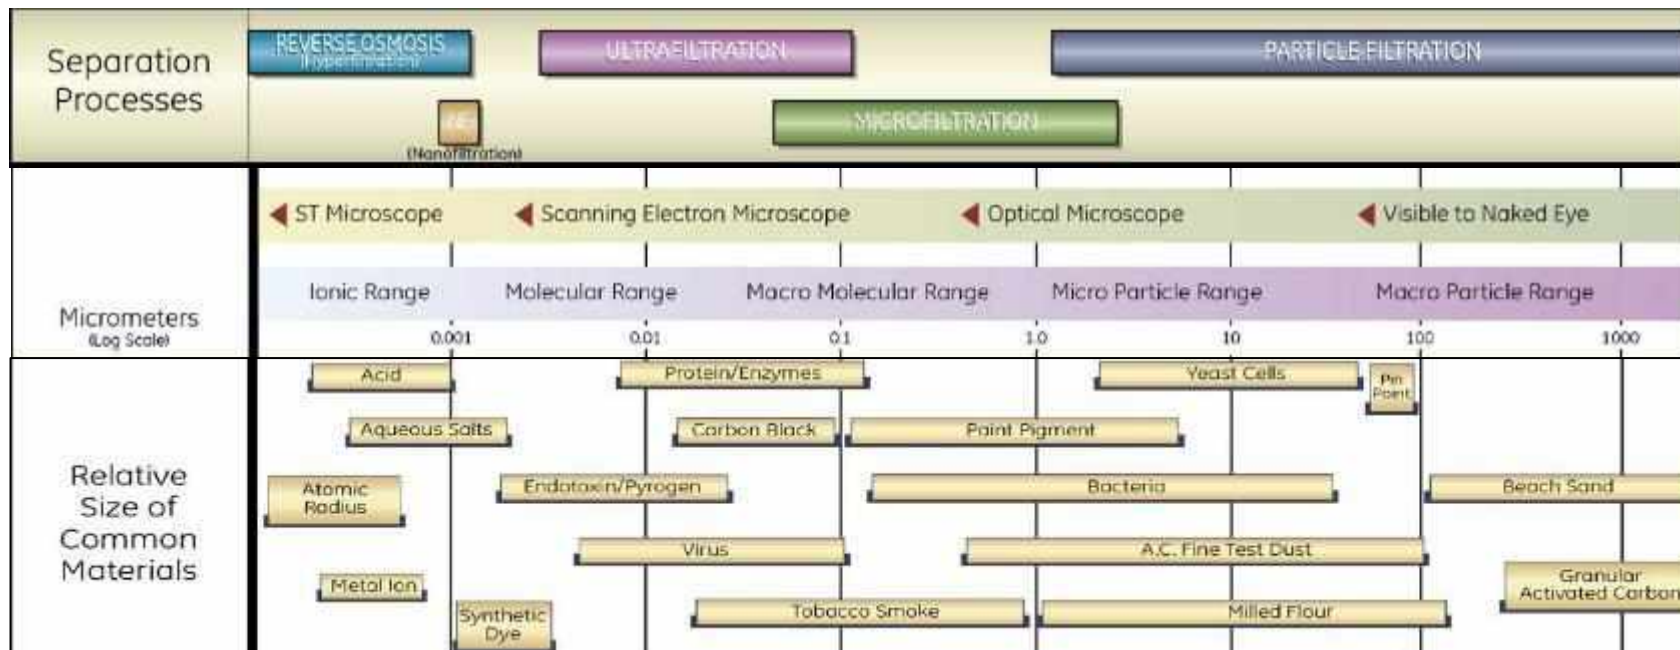 Separation
Processes
REVERSE OSMOSIS
(Hyperfiltration)
ULTRAFILTRATION
PARTICLE FILTRATION
MICROFILTRATION
(Nanofiltration)
ST Microscope
Scanning Electron Microscope
Optical Microscope
Visible to Naked Eye
Ionic Range
Molecular Range
Macro Molecular Range
Micro Particle Range
Macro Particle Range
Micrometers
(Log Scale)
0.001
0.01
0.1
1.0
10
100
1000
Relative
Size of
Common
Materials
Acid
Protein/Enzymes
Yeast Cells
Pin
Point
Aqueous Salts
Carbon Black
Paint Pigment
Atomic
Radius
Endotoxin/Pyrogen
Bacteria
Beach Sand
Virus
A.C. Fine Test Dust
Metal Ion
Granular
Activated Carbon
Synthetic
Dye
Tobacco Smoke
Milled Flour